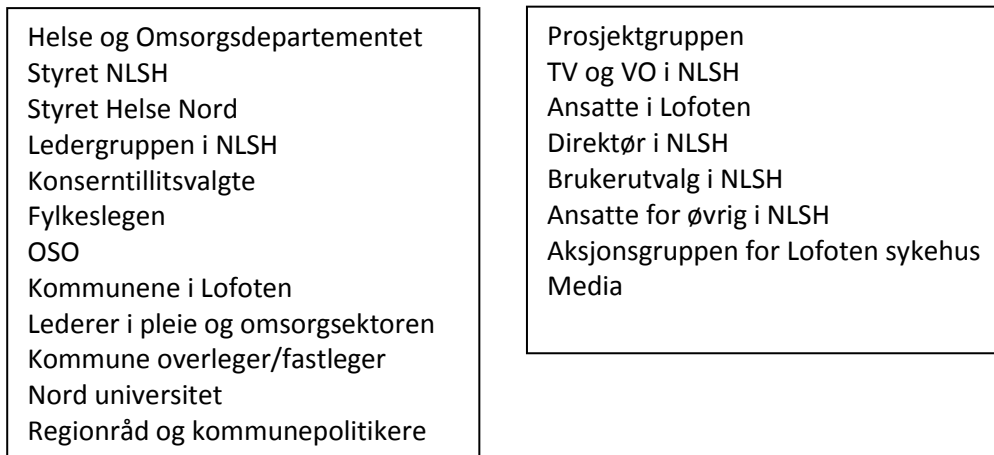 Helse og Omsorgsdepartementet
Styret NLSH
Styret Helse Nord
Ledergruppen i NLSH
Konserntillitsvalgte
Fylkeslegen
OSO
Kommunene i Lofoten
Lederer i pleie og omsorgsektoren
Kommune overleger/fastleger
Nord universitet
Regionråd og kommunepolitikere
Prosjektgruppen
TV og VO i NLSH
Ansatte i Lofoten
Direktør i NLSH
Brukerutvalg i NLSH
Ansatte for øvrig i NLSH
Aksjonsgruppen for Lofoten sykehus
Media